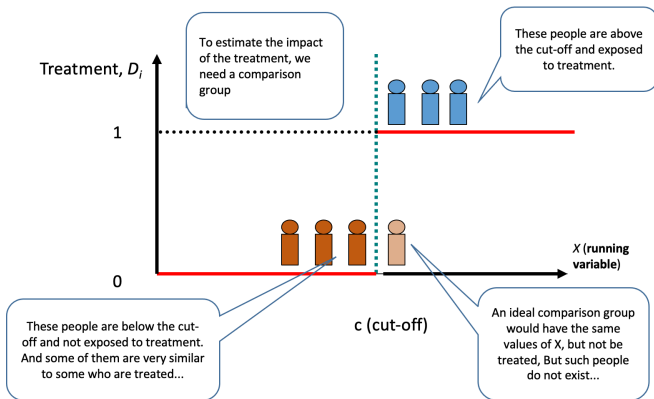 To estimate the impact
of the treatment, we
need a comparison
group
These people are above
the cut-off and exposed
to treatment.
Treatment, Dᵢ
1
0
X (running
variable)
c (cut-off)
These people are below the cut-
off and not exposed to treatment.
And some of them are very similar
to some who are treated...
An ideal comparison group
would have the same
values of X, but not be
treated, But such people
do not exist...